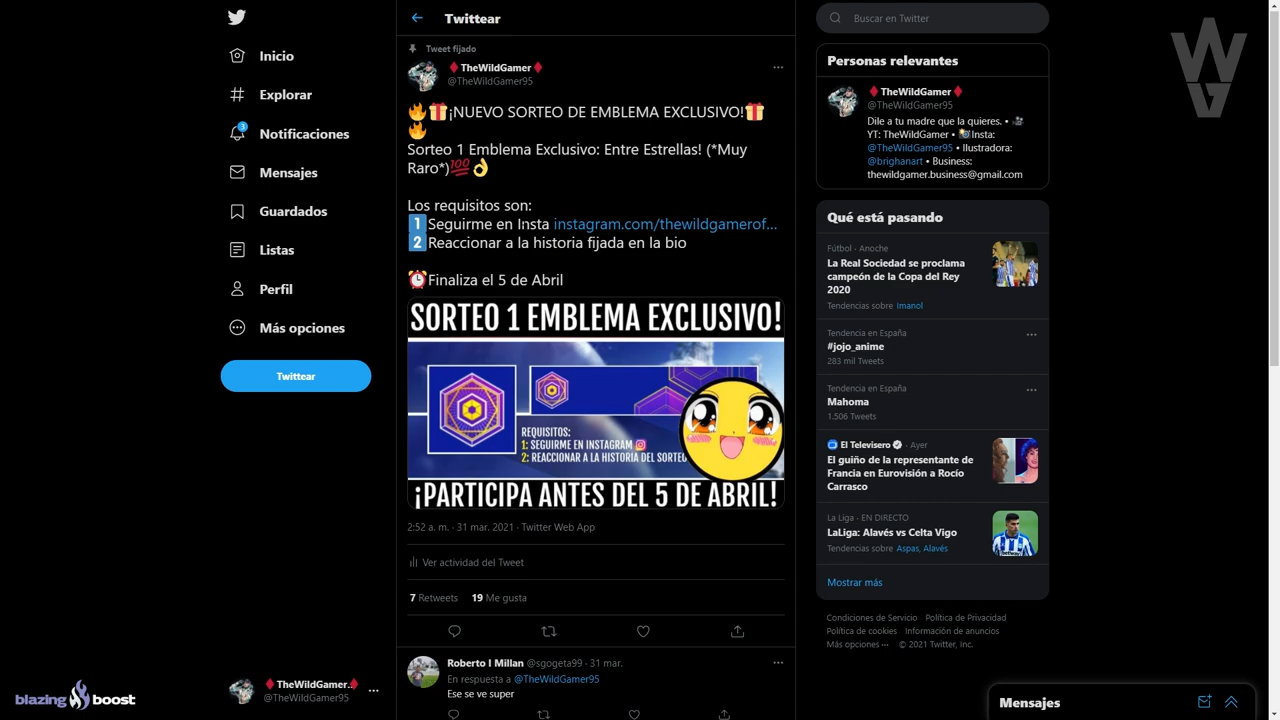 Inicio
Explorar
3
Notificaciones
Mensajes
Guardados
Listas
Perfil
Más opciones
Twittear
TheWildGamer..
@TheWildGamer95
blazing boost
Twittear
Tweet fijado
TheWildGamer
@TheWildGamer95
¡NUEVO SORTEO DE EMBLEMA EXCLUSIVO!
Sorteo 1 Emblema Exclusivo: Entre Estrellas! (*Muy
Raro*)💯👌
Los requisitos son:
1️⃣Seguirme en Insta instagram.com/thewildgamerof…
2️⃣Reaccionar a la historia fijada en la bio
Finaliza el 5 de Abril
SORTEO 1 EMBLEMA EXCLUSIVO!
REQUISITOS:
1: SEGUIRME EN INSTAGRAM
2: REACCIONAR A LA HISTORIA DEL SORTEO
¡PARTICIPA ANTES DEL 5 DE ABRIL!
2:52 a. m. · 31 mar. 2021 · Twitter Web App
Ver actividad del Tweet
7 Retweets 19 Me gusta
Roberto I Millan @sgogeta99 · 31 mar.
En respuesta a @TheWildGamer95
Ese se ve super
Buscar en Twitter
WG
Personas relevantes
TheWildGamer
@TheWildGamer95
Dile a tu madre que la quieres. •
YT: TheWildGamer • Insta:
@TheWildGamer95 • Ilustradora:
@brighanart • Business:
thewildgamer.business@gmail.com
Qué está pasando
Fútbol · Anoche
La Real Sociedad se proclama
campeón de la Copa del Rey
2020
Tendencias sobre Imanol
Tendencia en España
#jojo_anime
283 mil Tweets
Tendencia en España
Mahoma
1.506 Tweets
El Televisero · Ayer
El guiño de la representante de
Francia en Eurovisión a Rocío
Carrasco
La Liga · EN DIRECTO
LaLiga: Alavés vs Celta Vigo
Tendencias sobre Aspas, Alavés
Mostrar más
Condiciones de Servicio Política de Privacidad
Política de cookies Información de anuncios
Más opciones ··· © 2021 Twitter, Inc.
Mensajes